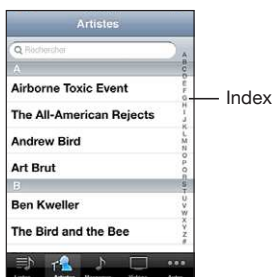 Artistes
Rechercher
A
Airborne Toxic Event
The All-American Rejects
Andrew Bird
Art Brut
B
Ben Kweller
The Bird and the Bee
A
B
C
D
E
F
G
H
I
J
K
L
M
N
O
P
Q
R
S
T
U
V
W
X
Y
Z
#
Index
Artistes